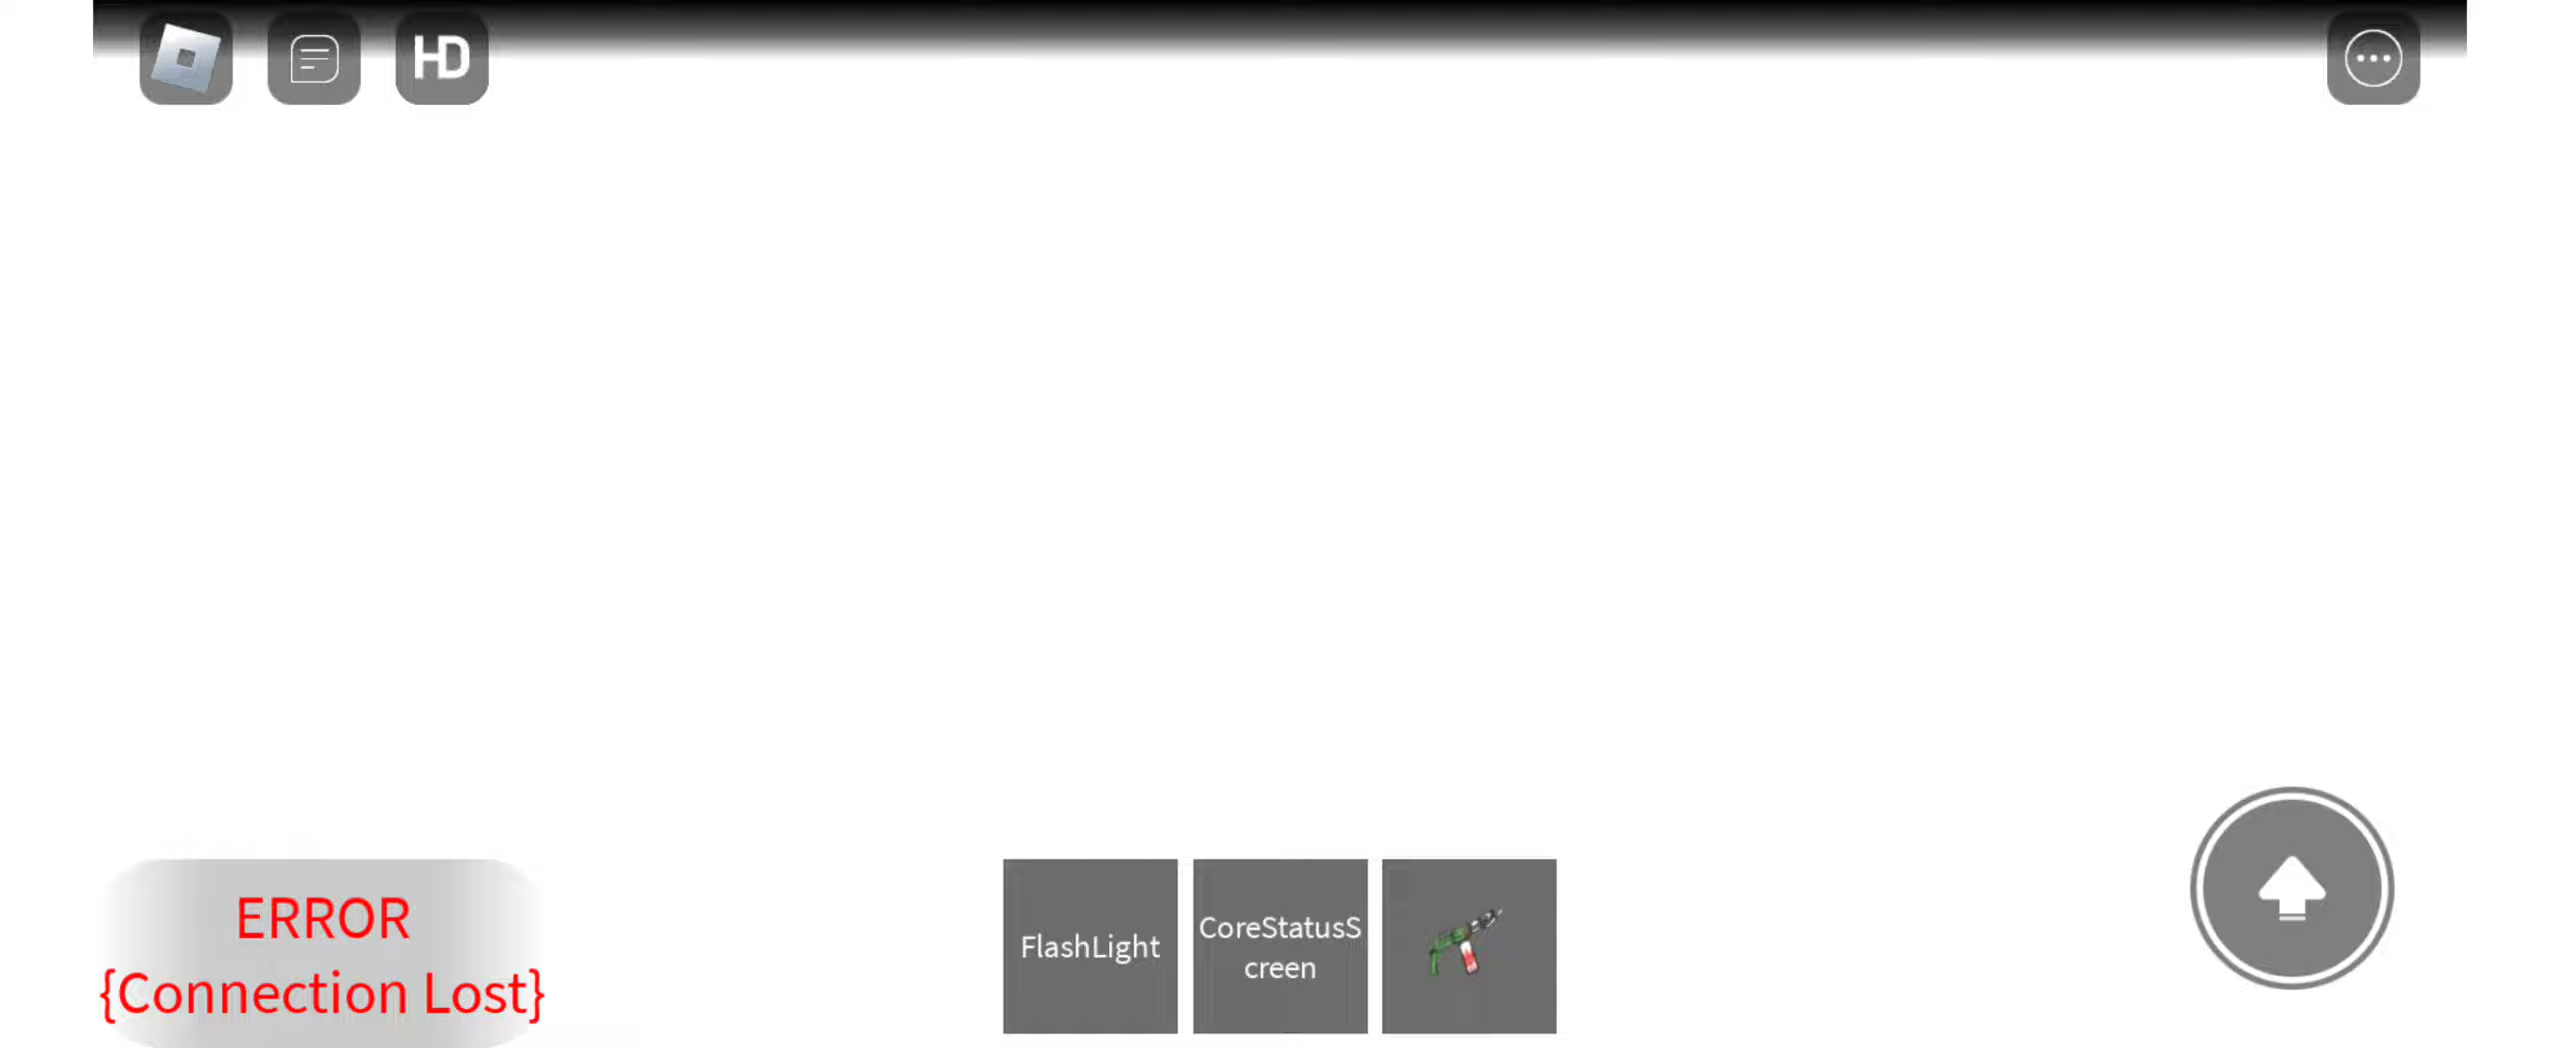 HD
ERROR
{Connection Lost}
FlashLight
CoreStatusS
creen